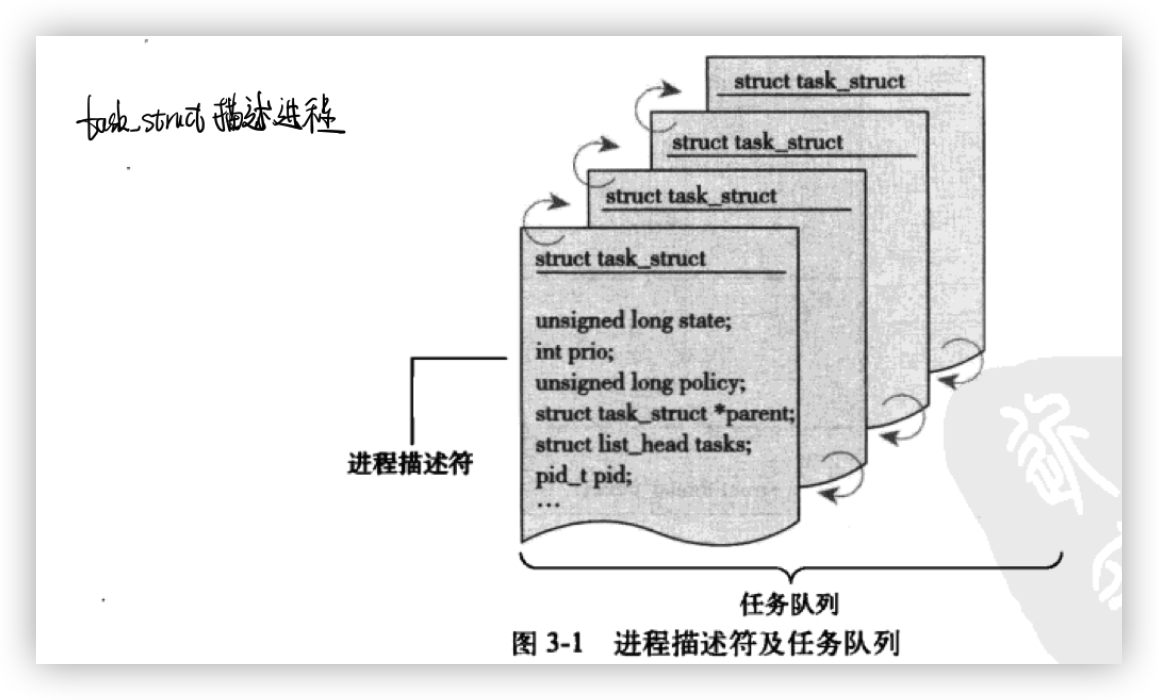 task_struct 描述进程
struct task_struct
struct task_struct
struct task_struct
struct task_struct
unsigned long state;
int prio;
unsigned long policy;
struct task_struct *parent;
struct list_head tasks;
pid_t pid;
…
进程描述符
任务队列
图 3-1 进程描述符及任务队列